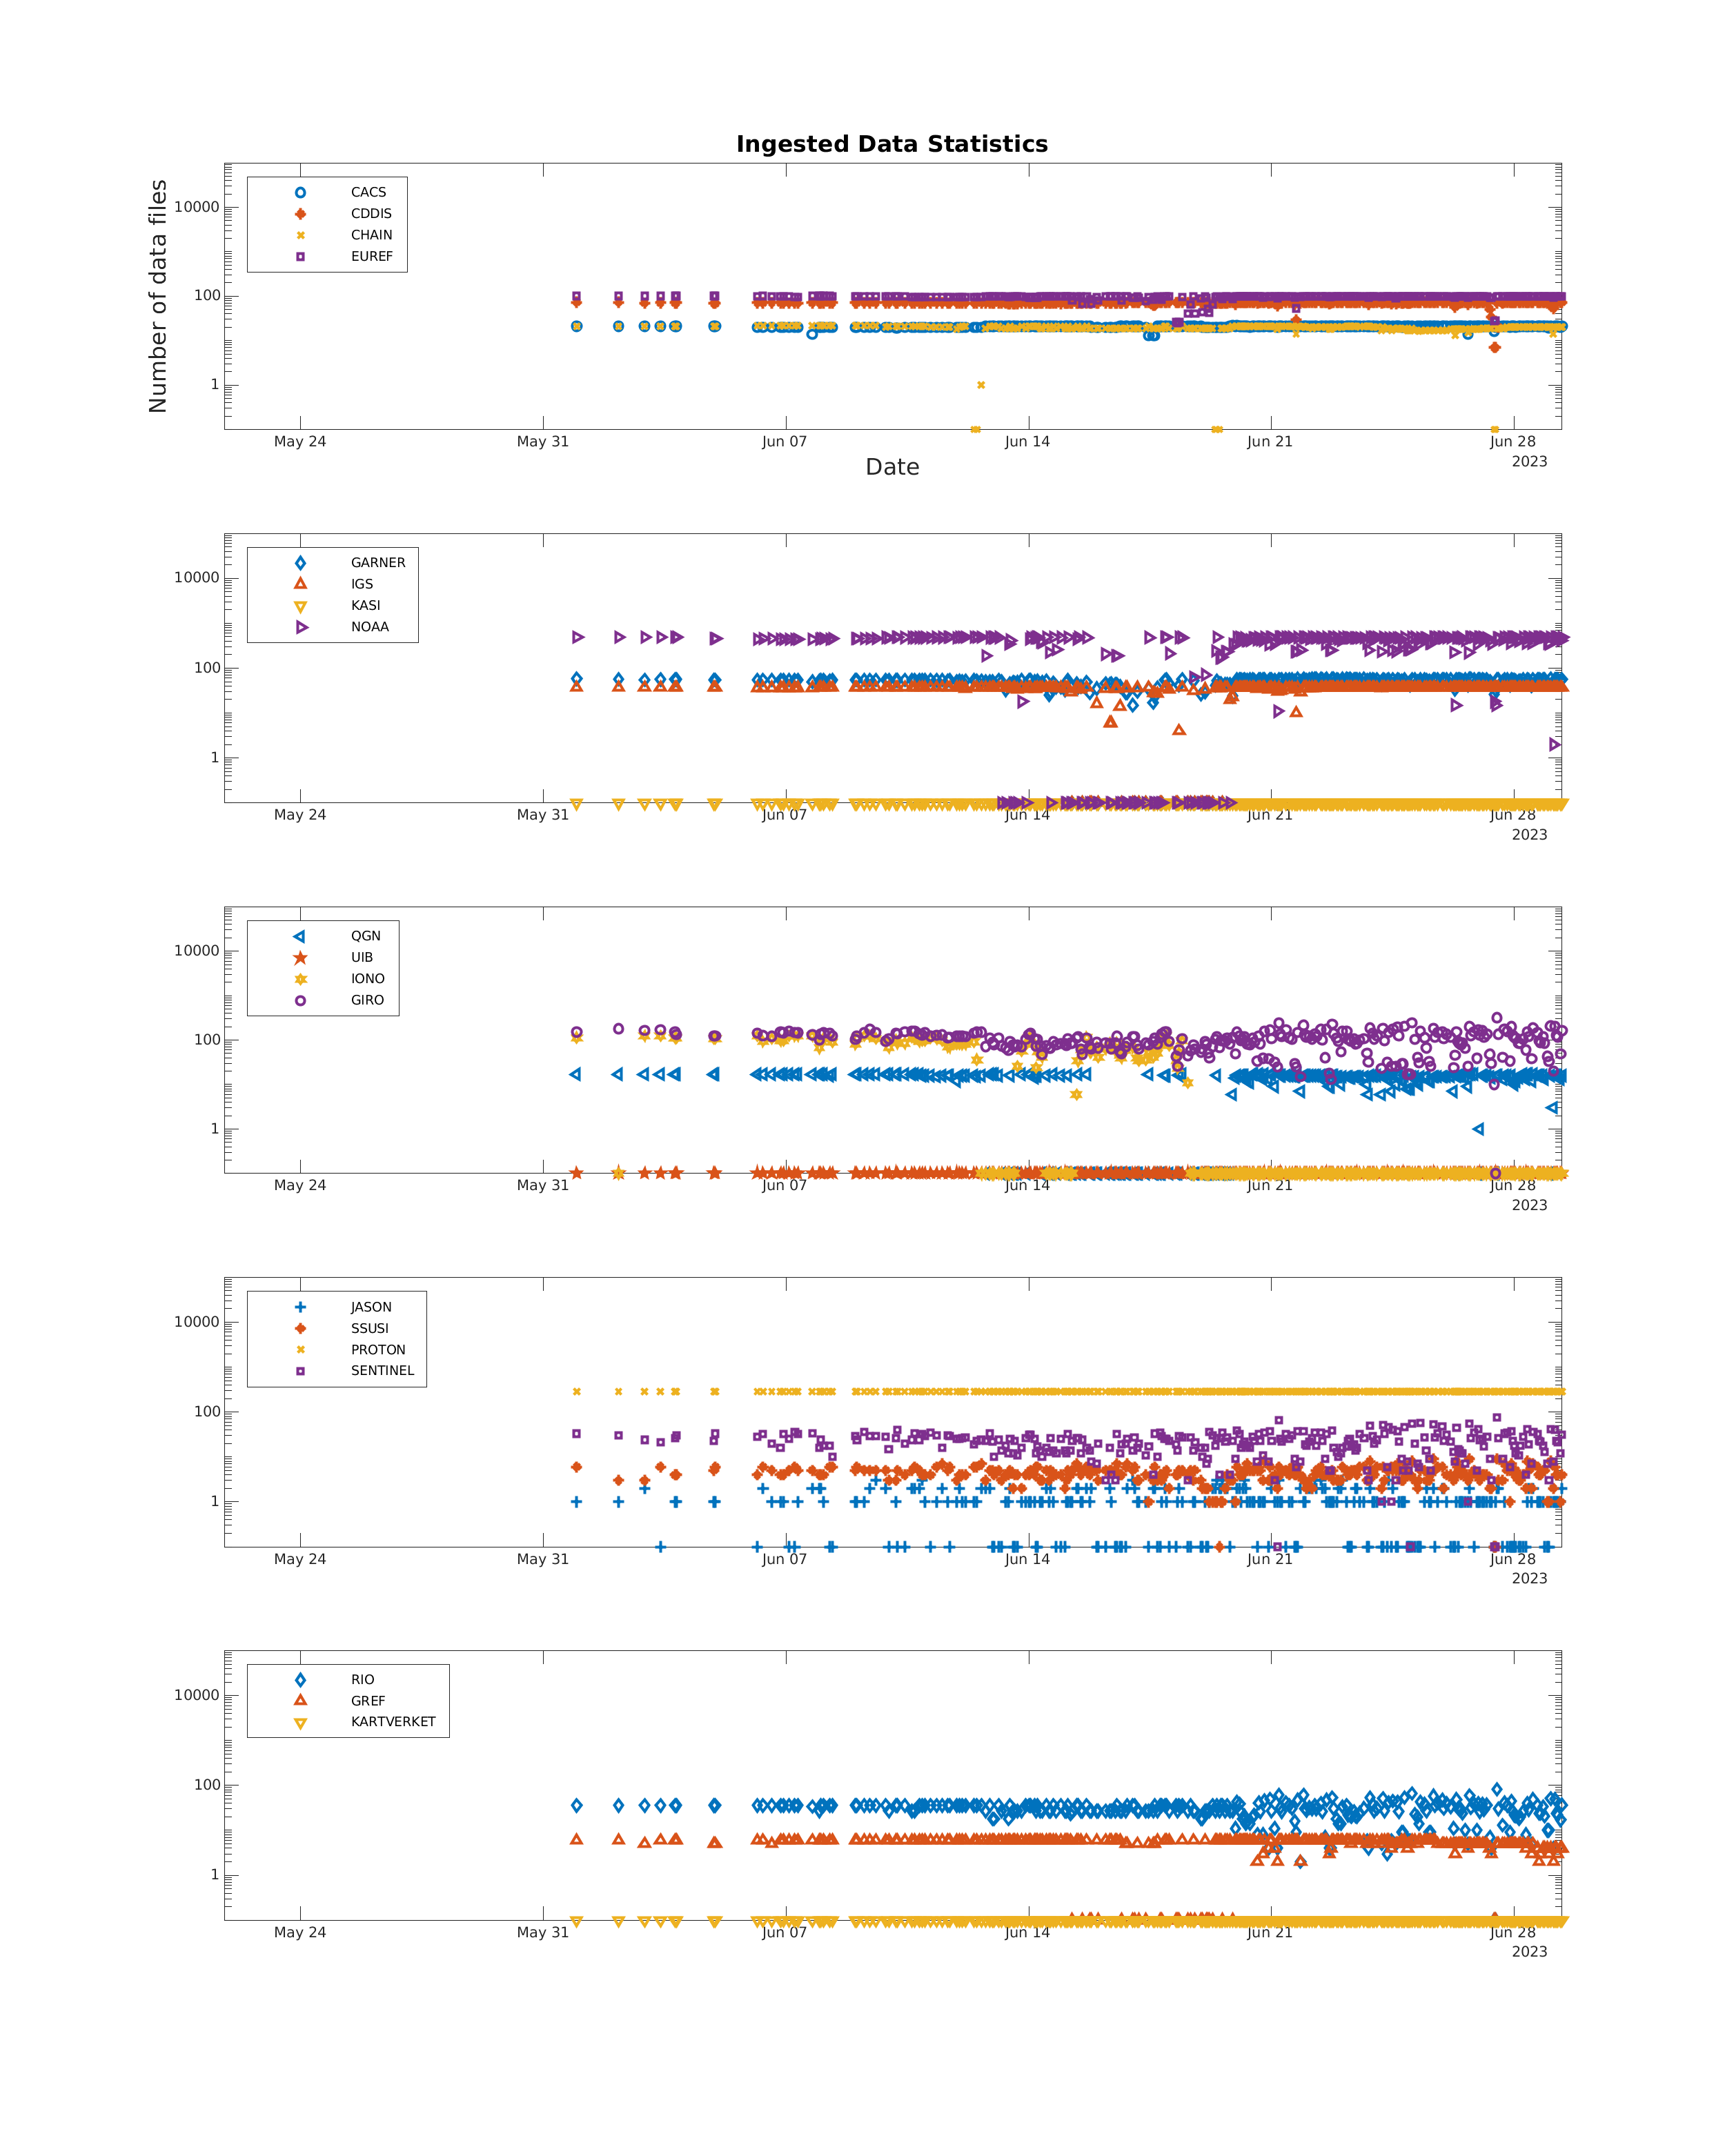 Ingested Data Statistics
Number of data files
10000
100
1
CACS
CDDIS
CHAIN
EUREF
May 24 May 31 Jun 07 Jun 14 Jun 21 Jun 28
2023
Date
10000
100
1
GARNER
IGS
KASI
NOAA
May 24 May 31 Jun 07 Jun 14 Jun 21 Jun 28
2023
10000
100
1
QGN
UIB
IONO
GIRO
May 24 May 31 Jun 07 Jun 14 Jun 21 Jun 28
2023
10000
100
1
JASON
SSUSI
PROTON
SENTINEL
May 24 May 31 Jun 07 Jun 14 Jun 21 Jun 28
2023
10000
100
1
RIO
GREF
KARTVERKET
May 24 May 31 Jun 07 Jun 14 Jun 21 Jun 28
2023